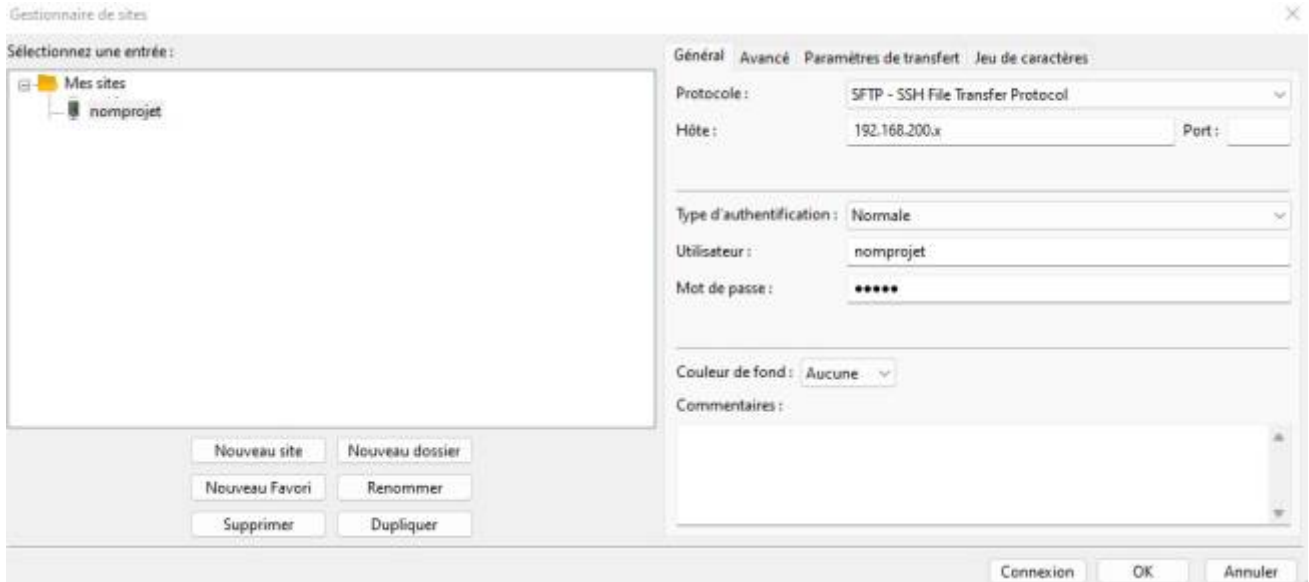 Gestionnaire de sites
Sélectionnez une entrée :
Mes sites
nomprojet
Nouveau site
Nouveau dossier
Nouveau Favori
Renommer
Supprimer
Dupliquer
Général Avancé Paramètres de transfert Jeu de caractères
Protocole : SFTP - SSH File Transfer Protocol
Hôte : 192.168.200.x Port :
Type d'authentification : Normale
Utilisateur : nomprojet
Mot de passe : •••••
Couleur de fond : Aucune
Commentaires :
Connexion OK Annuler